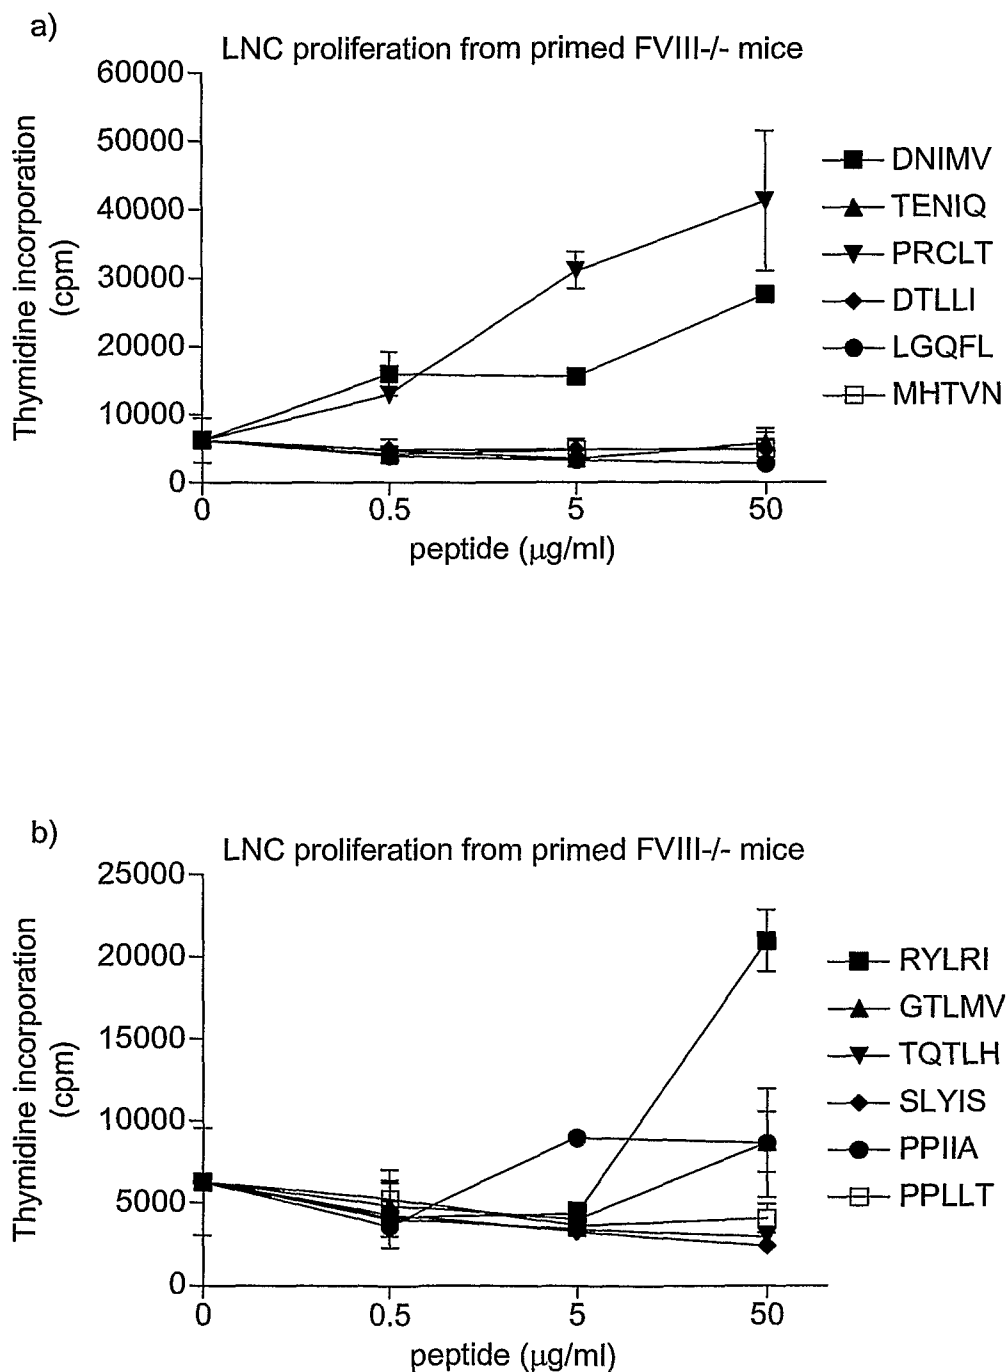 a)
LNC proliferation from primed FVIII-/- mice
60000
50000
40000
30000
20000
10000
0
Thymidine incorporation
(cpm)
0 0.5 5 50
peptide (μg/ml)
DNIMV
TENIQ
PRCLT
DTLLI
LGQFL
MHTVN
b)
LNC proliferation from primed FVIII-/- mice
25000
20000
15000
10000
5000
0
Thymidine incorporation
(cpm)
0 0.5 5 50
peptide (μg/ml)
RYLRI
GTLMV
TQTLH
SLYIS
PPIIA
PPLLT